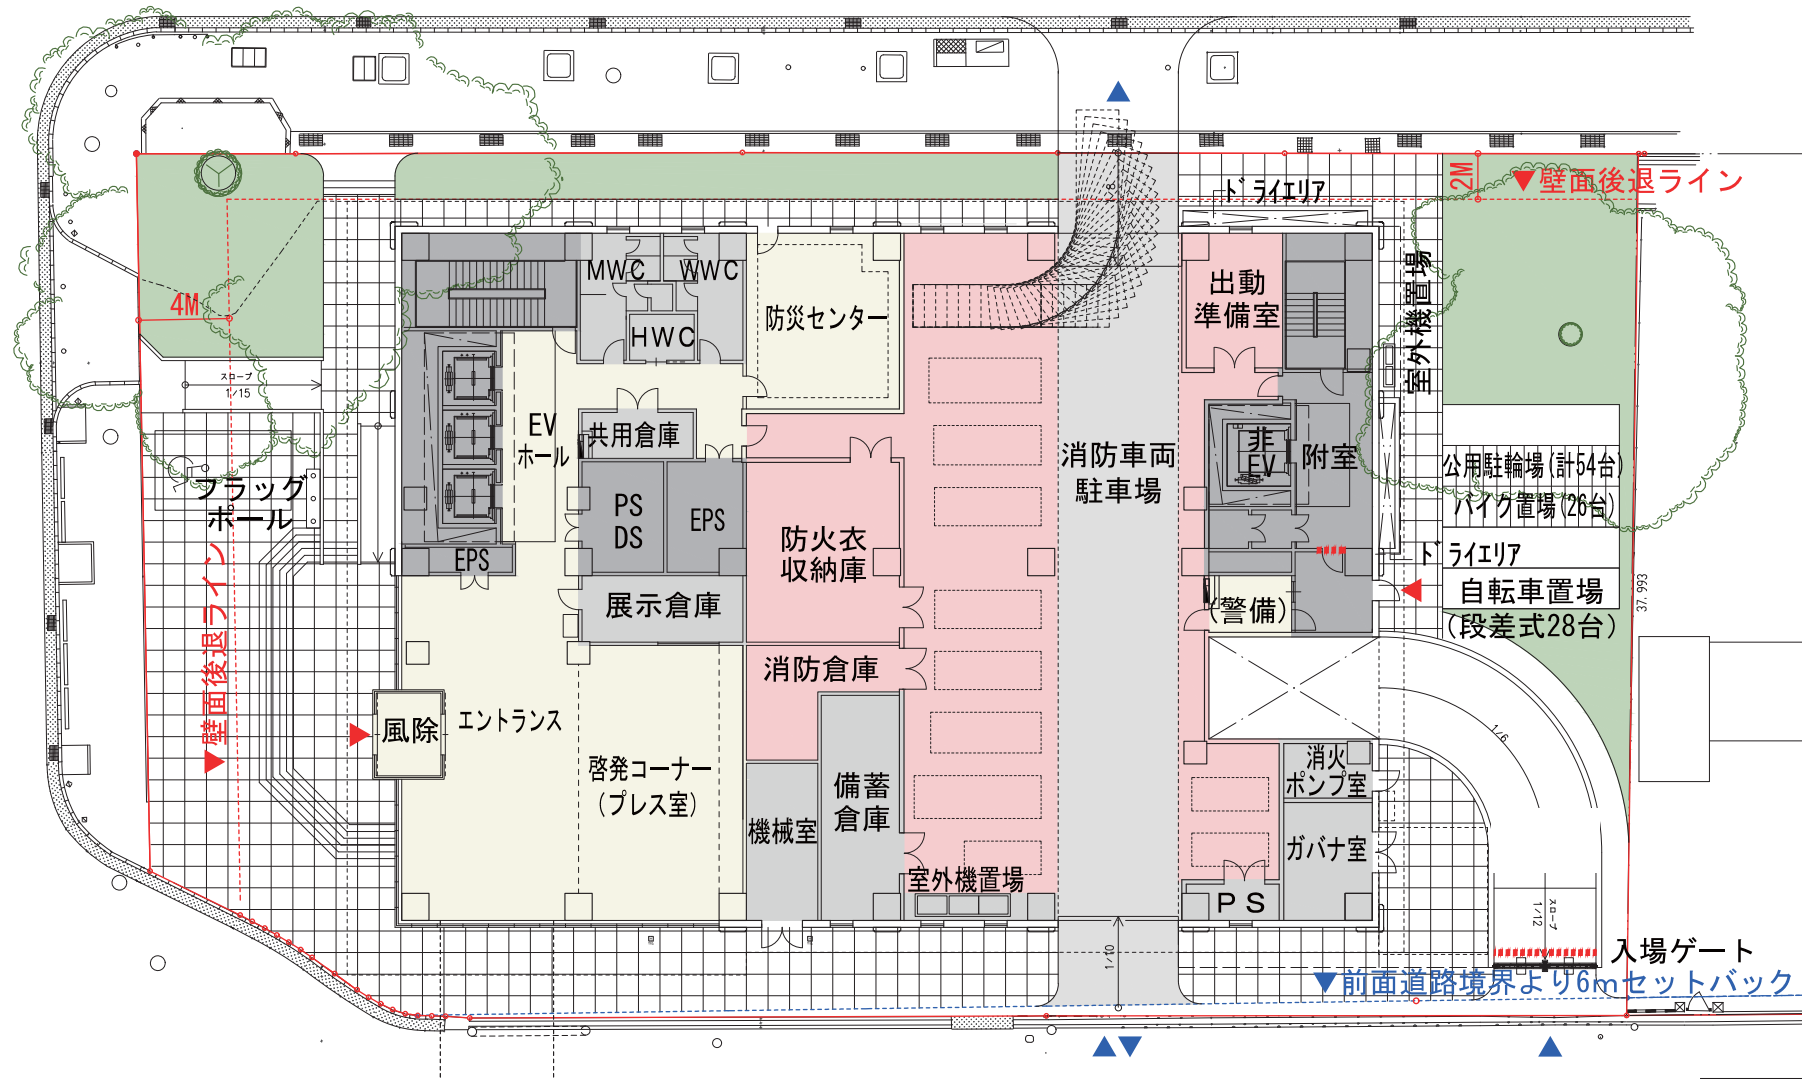 ドライエリア
2M
▼壁面後退ライン
4M
MWC
WWC
HWC
防災センター
出動
準備室
室外機置場
スロープ
1/15
EV
ホール
共用倉庫
PS
DS
EPS
EPS
消防車両
駐車場
非
EV
附室
公用駐輪場(計54台)
バイク置場(26台)
ドライエリア
自転車置場
(段差式28台)
37.993
フラッグ
ポール
▼壁面後退ライン
防火衣
収納庫
展示倉庫
(警備)
消防倉庫
風除
エントランス
啓発コーナー
(プレス室)
機械室
備蓄
倉庫
室外機置場
消火
ポンプ室
ガバナ室
PS
1/6
スロープ
1/12
1/10
入場ゲート
▼前面道路境界より6mセットバック